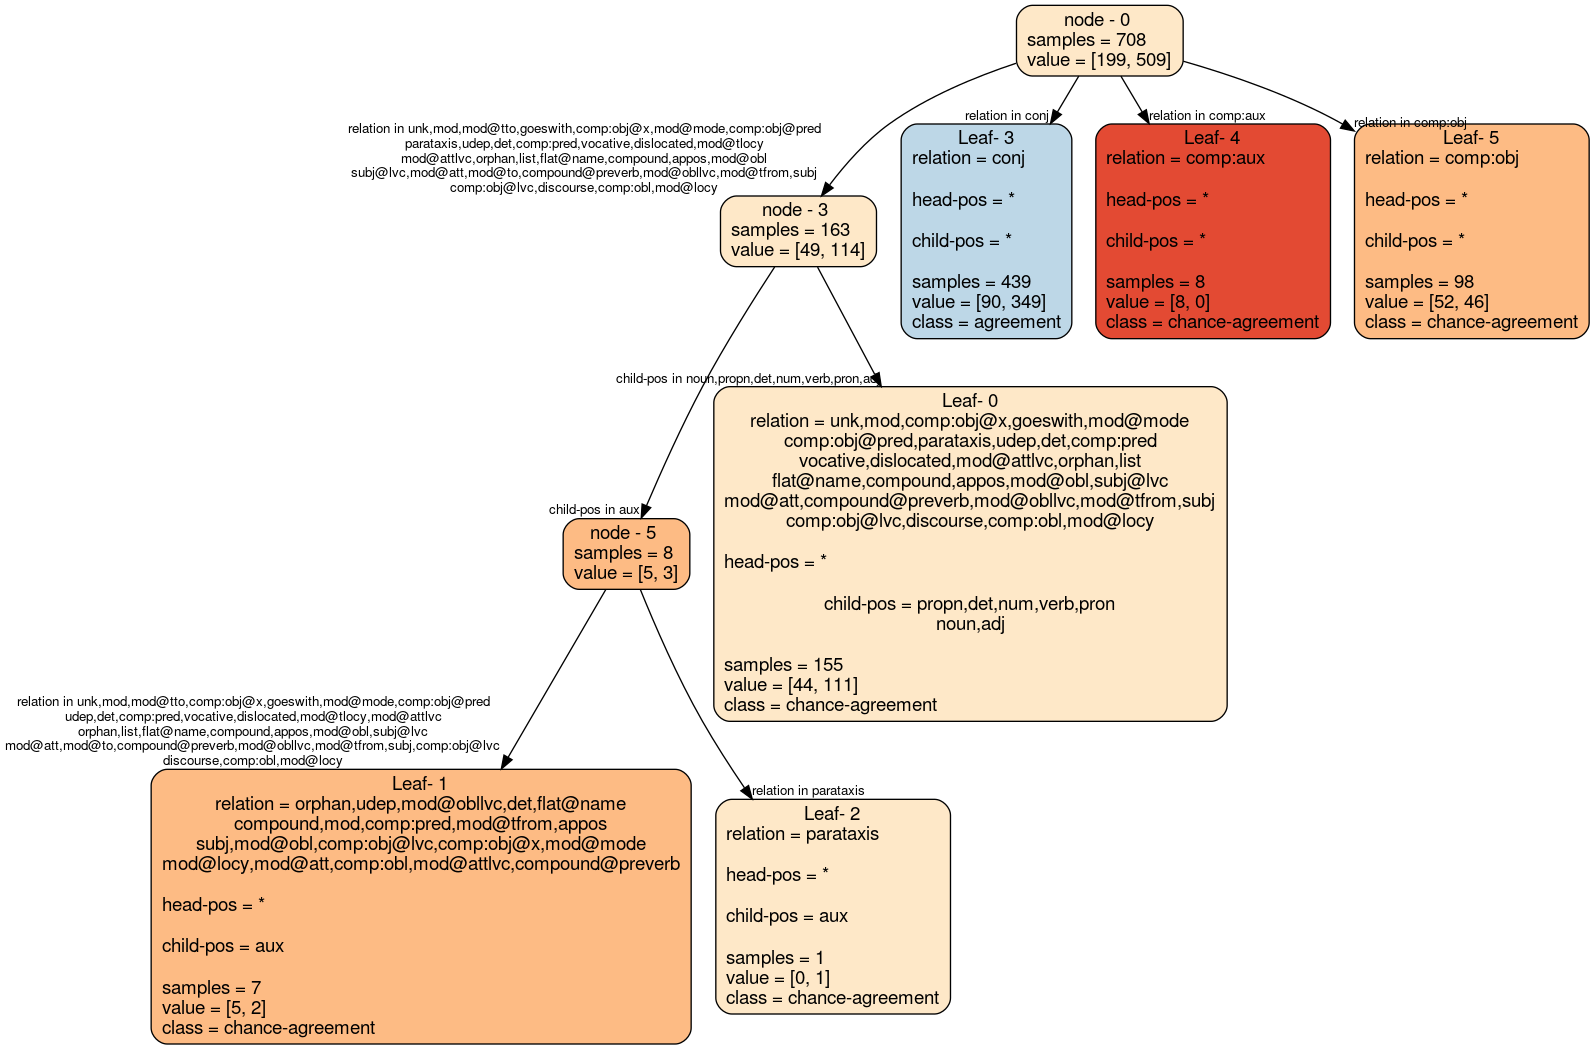 node - 0
samples = 708
value = [199, 509]
relation in unk,mod,mod@tto,goeswith,comp:obj@x,mod@mode,comp:obj@pred
parataxis,udep,det,comp:pred,vocative,dislocated,mod@tlocy
mod@attlvc,orphan,list,flat@name,compound,appos,mod@obl
subj@lvc,mod@att,mod@to,compound@preverb,mod@obllvc,mod@tfrom,subj
comp:obj@lvc,discourse,comp:obl,mod@locy
relation in conj
relation in comp:aux
relation in comp:obj
node - 3
samples = 163
value = [49, 114]
Leaf- 3
relation = conj
head-pos = *
child-pos = *
samples = 439
value = [90, 349]
class = agreement
Leaf- 4
relation = comp:aux
head-pos = *
child-pos = *
samples = 8
value = [8, 0]
class = chance-agreement
Leaf- 5
relation = comp:obj
head-pos = *
child-pos = *
samples = 98
value = [52, 46]
class = chance-agreement
child-pos in noun,propn,det,num,verb,pron,adj
child-pos in aux
node - 5
samples = 8
value = [5, 3]
Leaf- 0
relation = unk,mod,comp:obj@x,goeswith,mod@mode
comp:obj@pred,parataxis,udep,det,comp:pred
vocative,dislocated,mod@attlvc,orphan,list
flat@name,compound,appos,mod@obl,subj@lvc
mod@att,compound@preverb,mod@obllvc,mod@tfrom,subj
comp:obj@lvc,discourse,comp:obl,mod@locy
head-pos = *
child-pos = propn,det,num,verb,pron
noun,adj
samples = 155
value = [44, 111]
class = chance-agreement
relation in unk,mod,mod@tto,comp:obj@x,goeswith,mod@mode,comp:obj@pred
udep,det,comp:pred,vocative,dislocated,mod@tlocy,mod@attlvc
orphan,list,flat@name,compound,appos,mod@obl,subj@lvc
mod@att,mod@to,compound@preverb,mod@obllvc,mod@tfrom,subj,comp:obj@lvc
discourse,comp:obl,mod@locy
relation in parataxis
Leaf- 1
relation = orphan,udep,mod@obllvc,det,flat@name
compound,mod,comp:pred,mod@tfrom,appos
subj,mod@obl,comp:obj@lvc,comp:obj@x,mod@mode
mod@locy,mod@att,comp:obl,mod@attlvc,compound@preverb
head-pos = *
child-pos = aux
samples = 7
value = [5, 2]
class = chance-agreement
Leaf- 2
relation = parataxis
head-pos = *
child-pos = aux
samples = 1
value = [0, 1]
class = chance-agreement